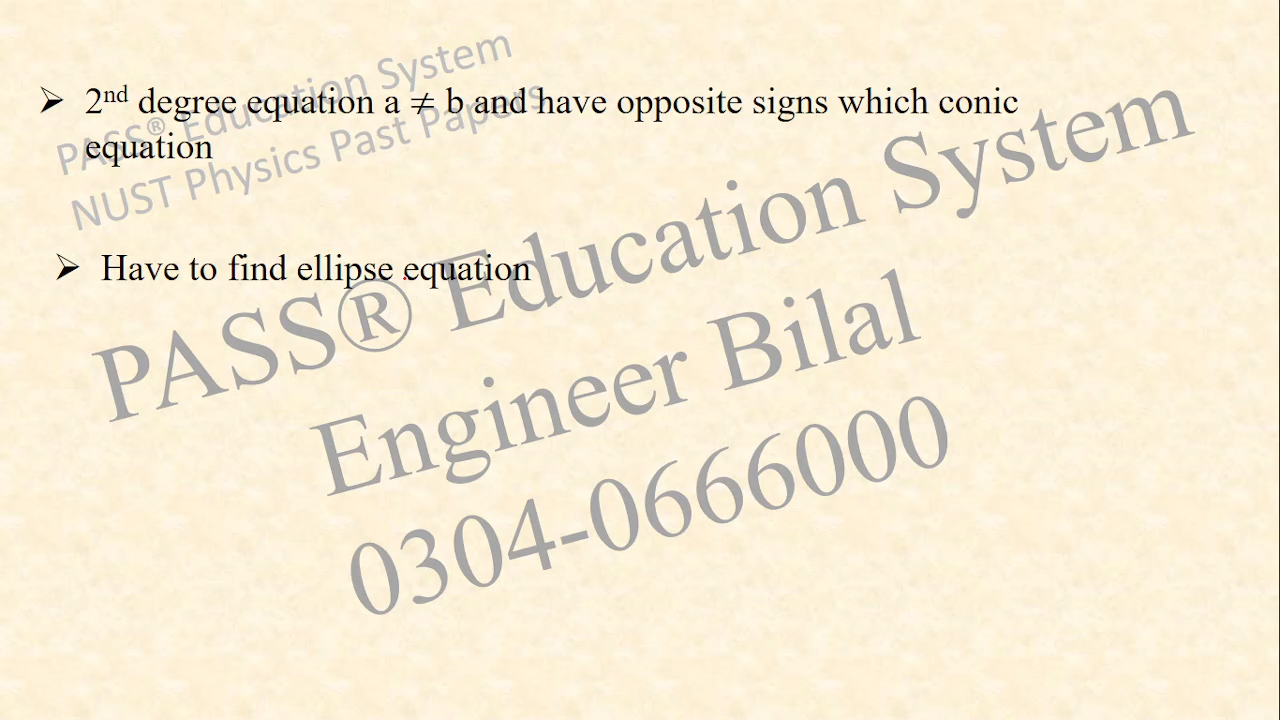 PASS® Education System
NUST Physics Past Papers
➢ 2nd degree equation a ≠ b and have opposite signs which conic
equation
➢ Have to find ellipse equation
PASS® Education System
Engineer Bilal
0304-0666000